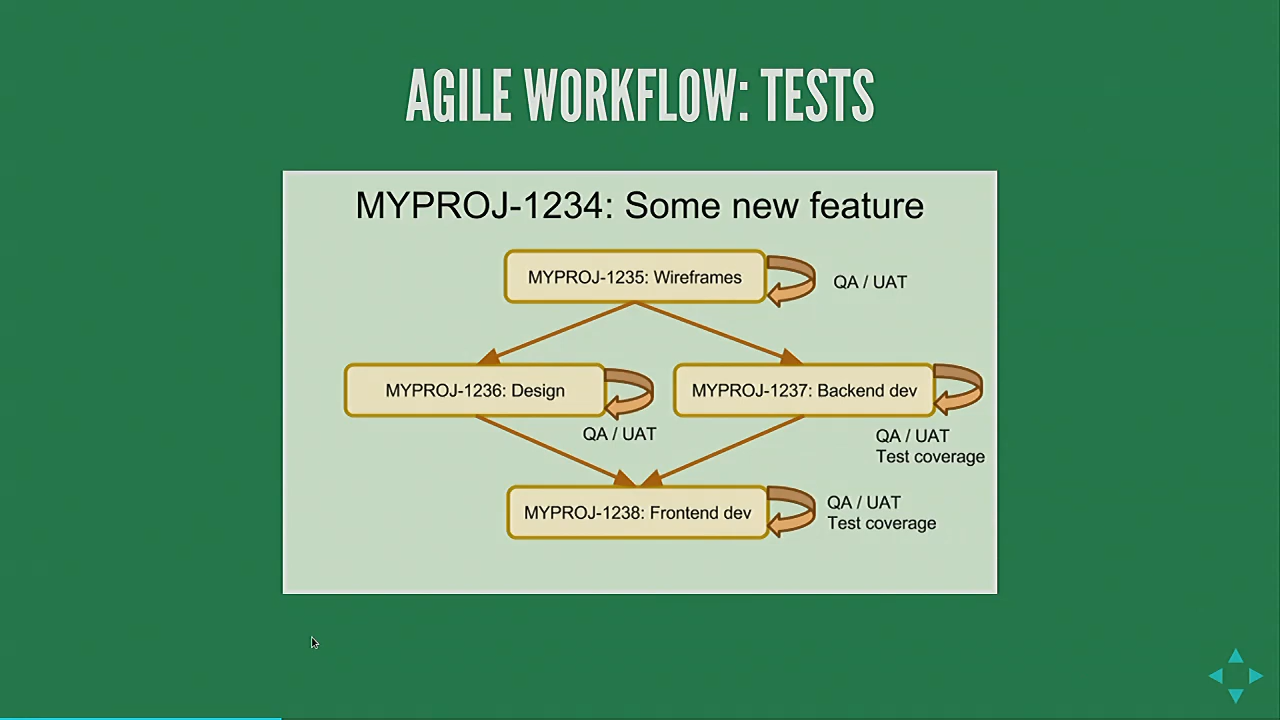 AGILE WORKFLOW: TESTS
MYPROJ-1234: Some new feature
MYPROJ-1235: Wireframes
QA / UAT
MYPROJ-1236: Design
QA / UAT
MYPROJ-1237: Backend dev
QA / UAT
Test coverage
MYPROJ-1238: Frontend dev
QA / UAT
Test coverage